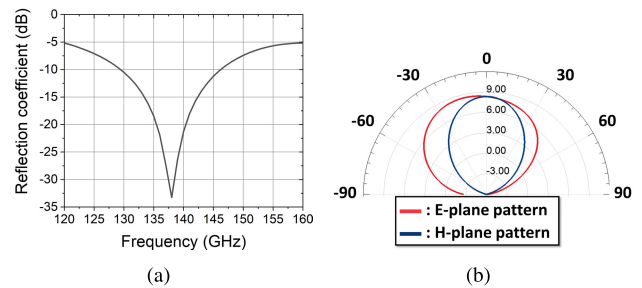 Reflection coefficient (dB)
0
-5
-10
-15
-20
-25
-30
-35
120 125 130 135 140 145 150 155 160
Frequency (GHz)
(a)
0
-30 30
-60 60
-90 90
9.00
6.00
3.00
0.00
-3.00
: E-plane pattern
: H-plane pattern
(b)